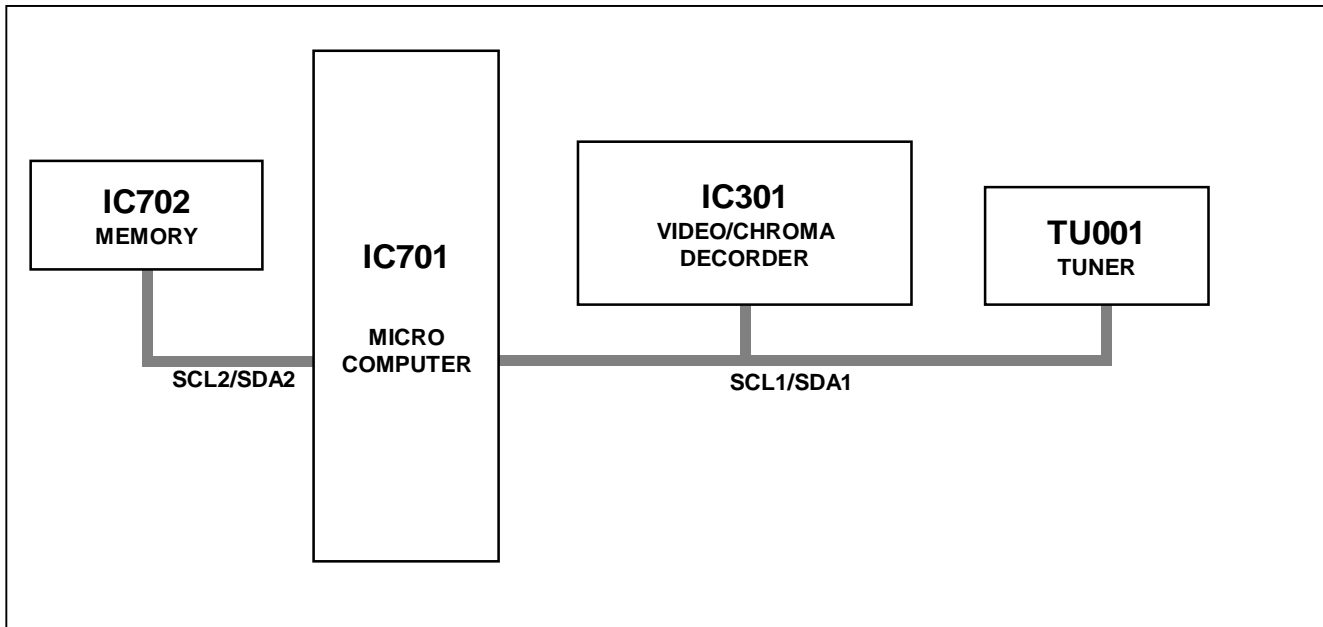 IC702
MEMORY
IC701
MICRO
COMPUTER
IC301
VIDEO/CHROMA
DECORDER
TU001
TUNER
SCL2/SDA2
SCL1/SDA1